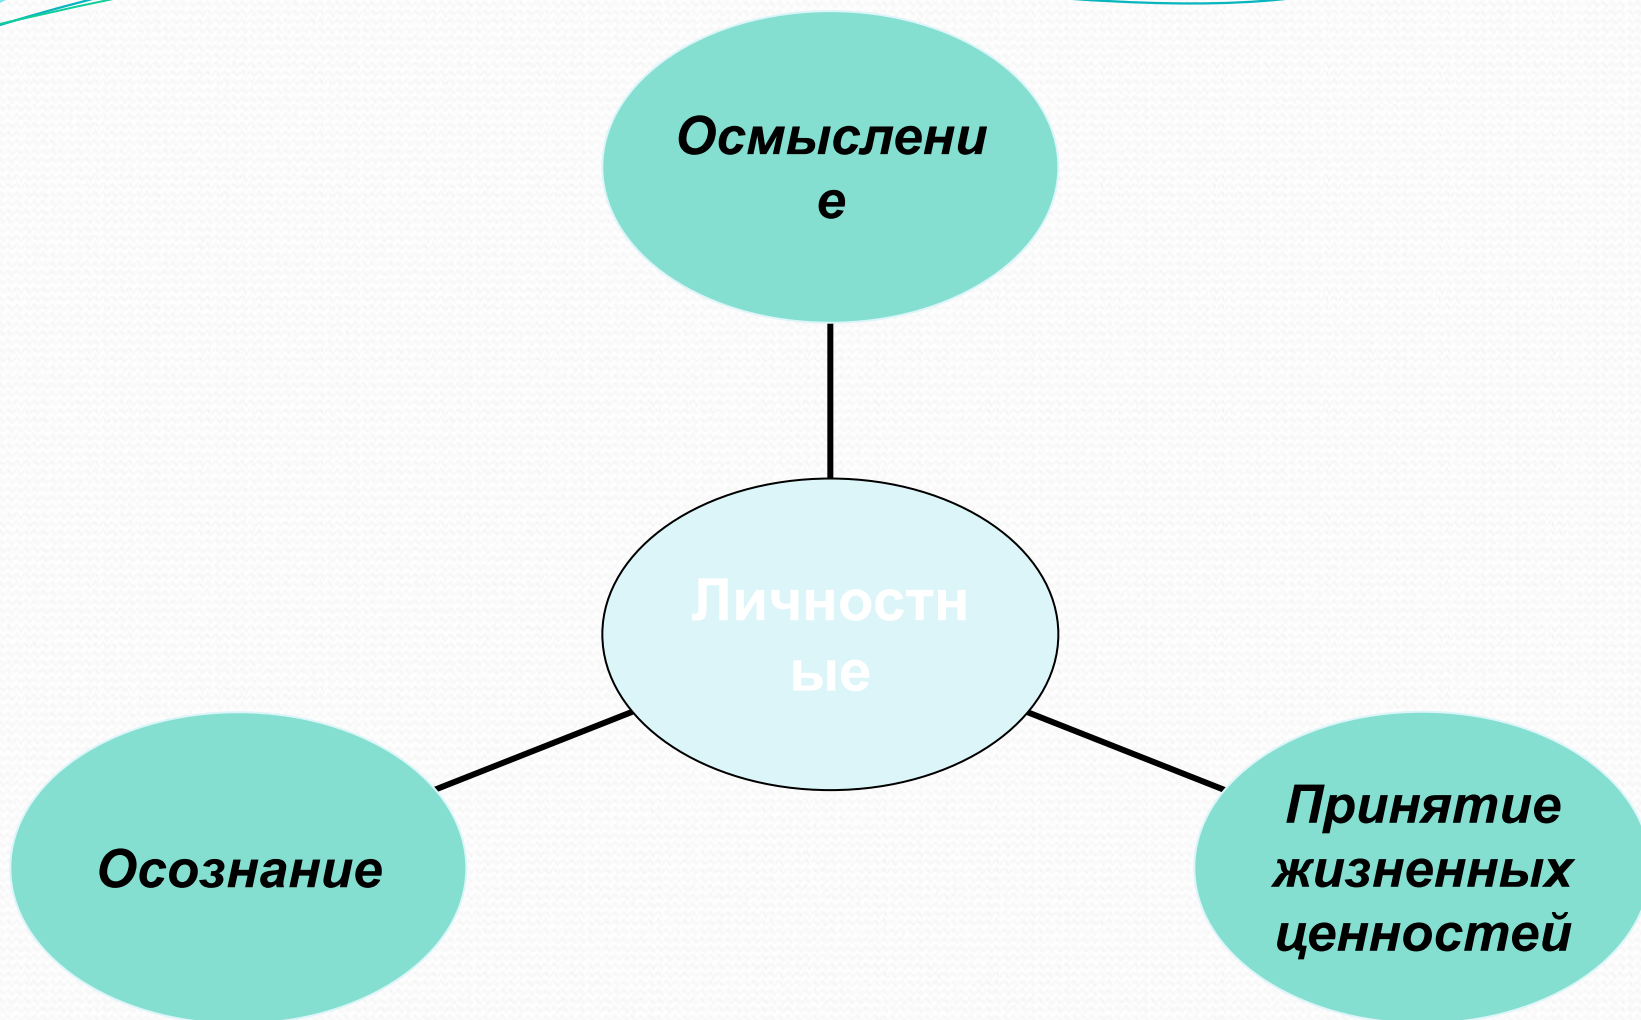 Осмыслени
е
Личностн
ые
Осознание
Принятие
жизненных
ценностей